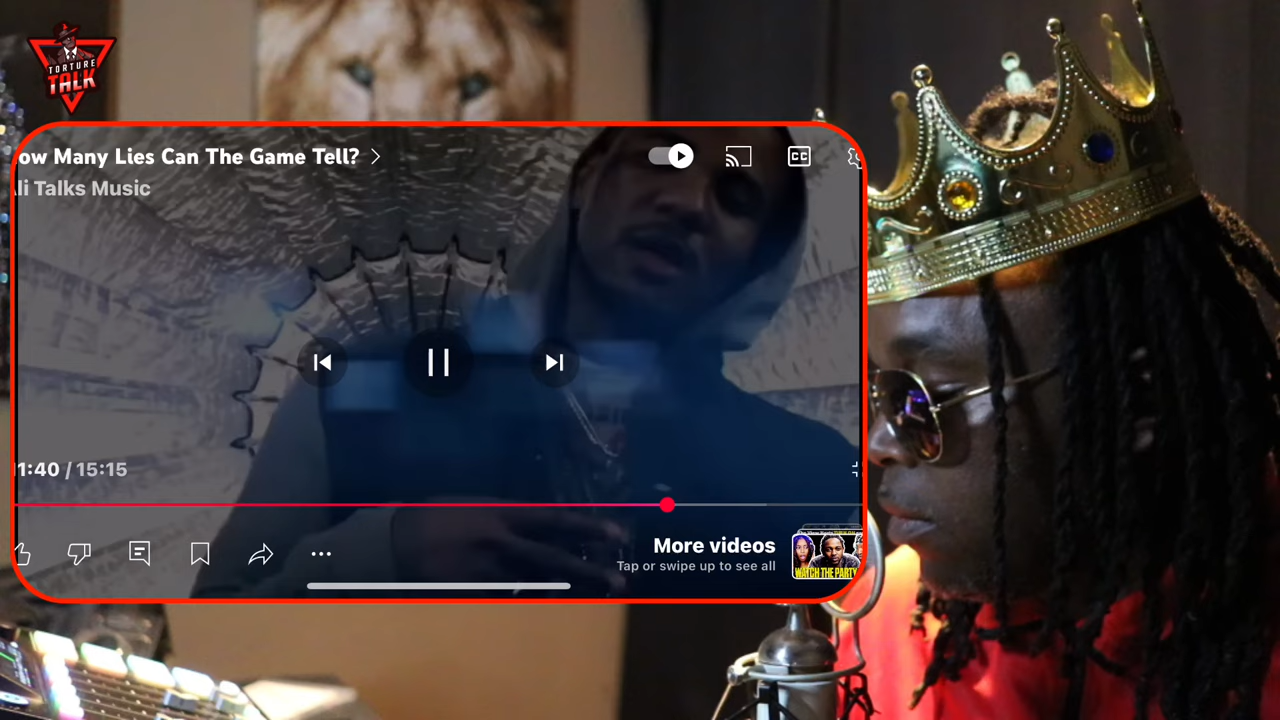 TORTURE
TALK
ow Many Lies Can The Game Tell?
li Talks Music
CC
1:40 / 15:15
More videos
Tap or swipe up to see all
WATCH THE PARTY